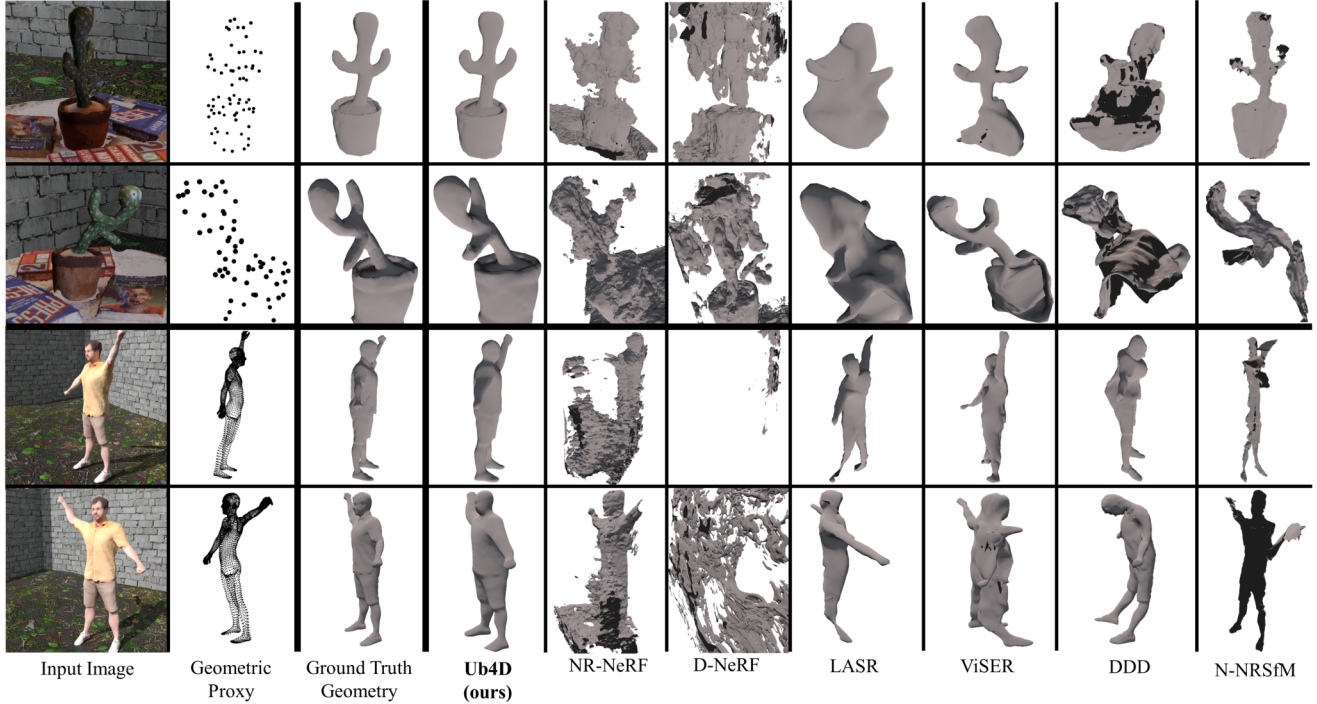 Input Image
Geometric
Proxy
Ground Truth
Geometry
Ub4D
(ours)
NR-NeRF
D-NeRF
LASR
ViSER
DDD
N-NRSfM